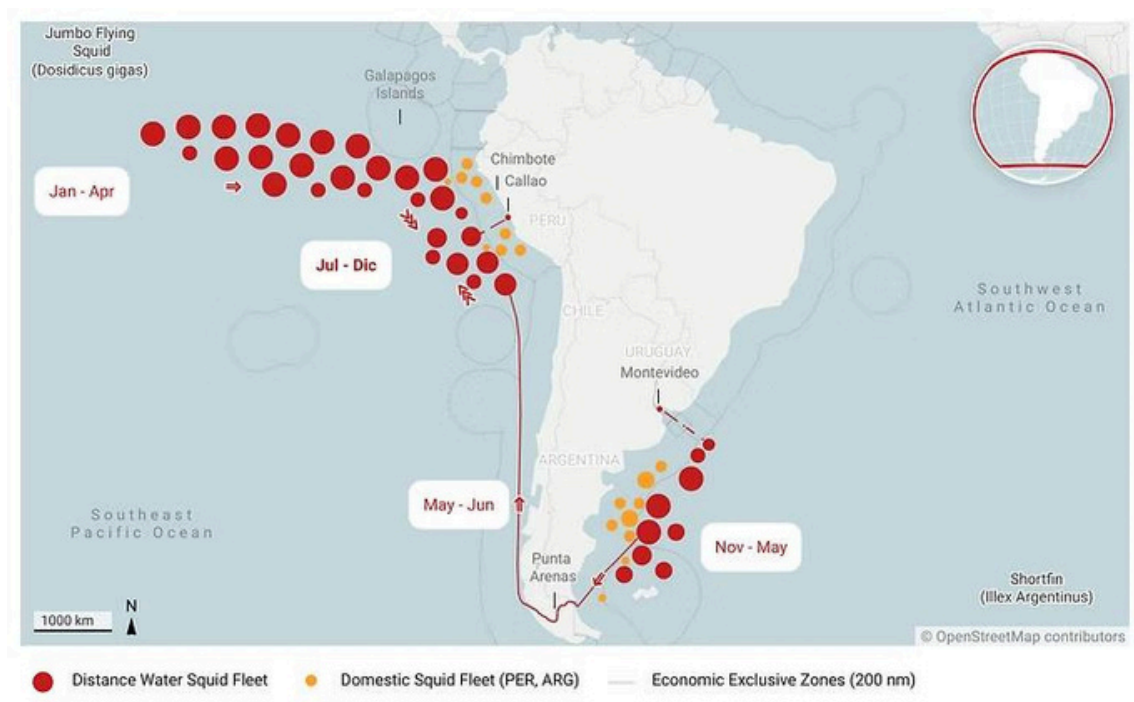 Jumbo Flying
Squid
(Dosidicus gigas)
Galapagos
Islands
Chimbote
Callao
Jan - Apr
PERU
Jul - Dic
Southwest
Atlantic Ocean
CHILE
URUGUAY
Montevideo
ARGENTINA
May - Jun
Southeast
Pacific Ocean
Nov - May
Punta
Arenas
Shortfin
(Illex Argentinus)
1000 km
N
© OpenStreetMap contributors
Distance Water Squid Fleet
Domestic Squid Fleet (PER, ARG)
Economic Exclusive Zones (200 nm)